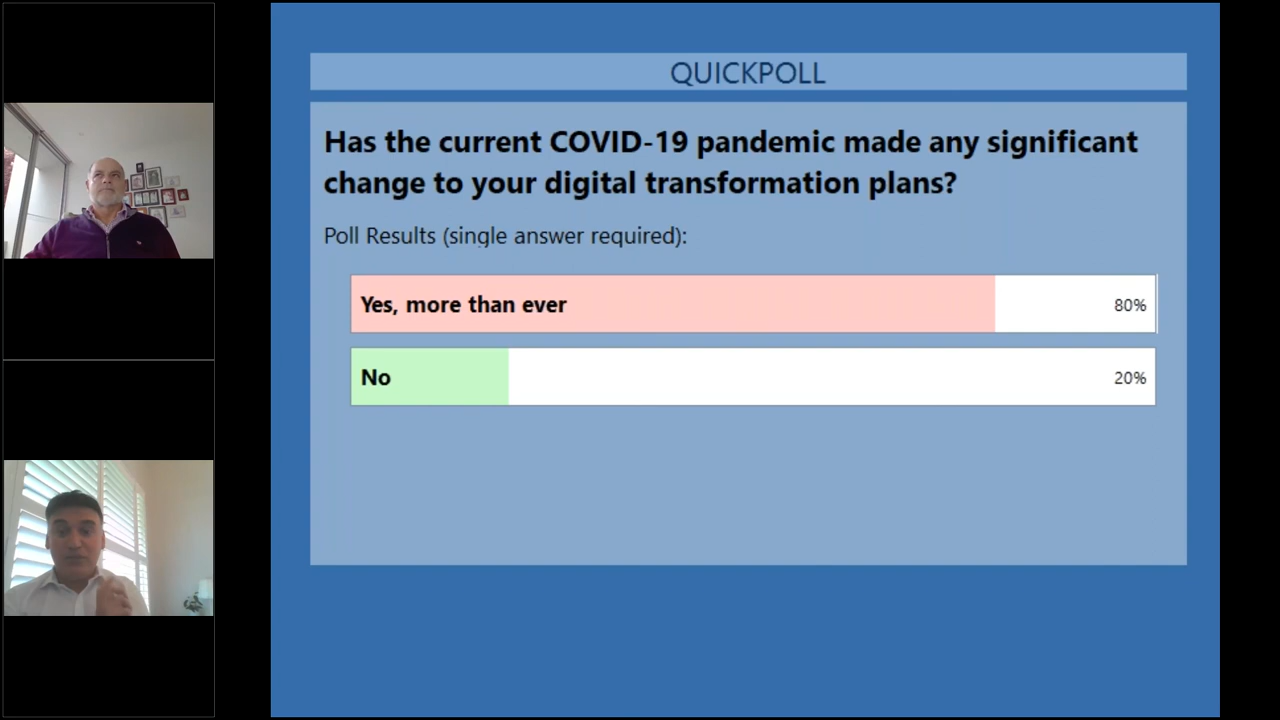 QUICKPOLL
Has the current COVID-19 pandemic made any significant
change to your digital transformation plans?
Poll Results (single answer required):
Yes, more than ever
80%
No
20%